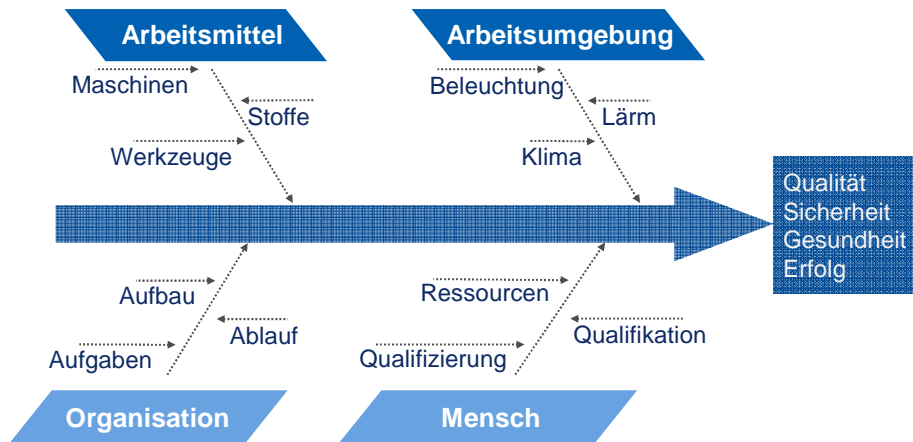 Arbeitsmittel
Arbeitsumgebung
Maschinen
Stoffe
Werkzeuge
Beleuchtung
Lärm
Klima
Qualität
Sicherheit
Gesundheit
Erfolg
Aufbau
Ablauf
Aufgaben
Ressourcen
Qualifikation
Qualifizierung
Organisation
Mensch